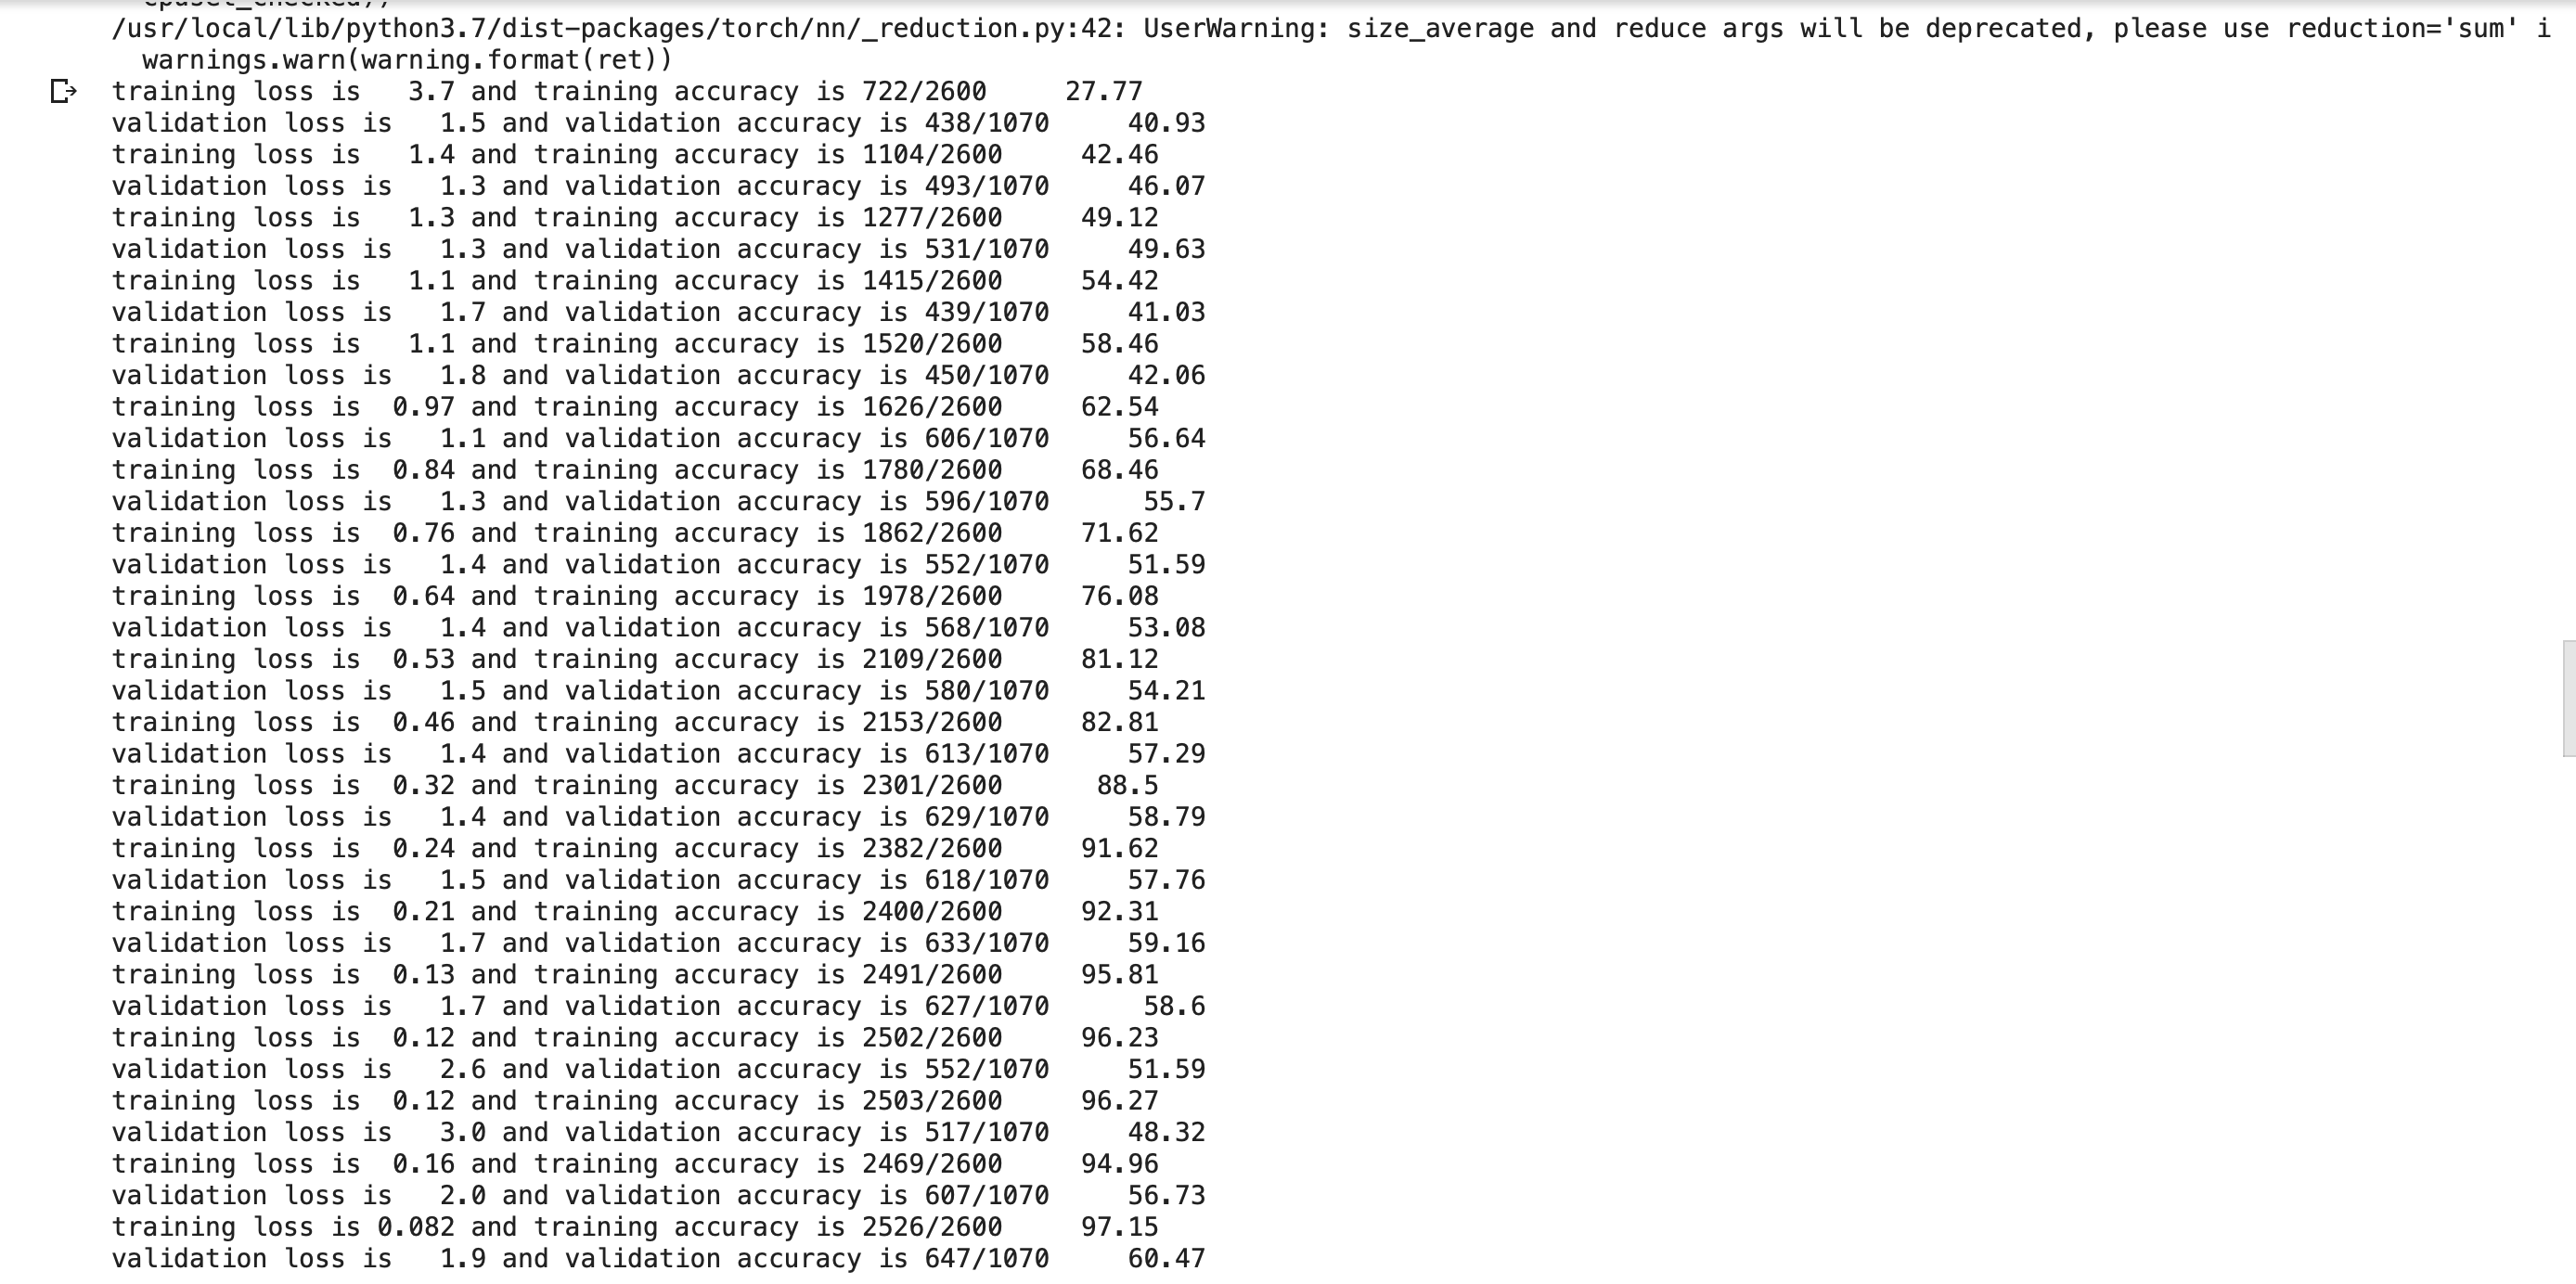 /usr/local/lib/python3.7/dist-packages/torch/nn/_reduction.py:42: UserWarning: size_average and reduce args will be deprecated, please use reduction='sum' i
warnings.warn(warning.format(ret))
training loss is   3.7 and training accuracy is 722/2600     27.77
validation loss is   1.5 and validation accuracy is 438/1070     40.93
training loss is   1.4 and training accuracy is 1104/2600     42.46
validation loss is   1.3 and validation accuracy is 493/1070     46.07
training loss is   1.3 and training accuracy is 1277/2600     49.12
validation loss is   1.3 and validation accuracy is 531/1070     49.63
training loss is   1.1 and training accuracy is 1415/2600     54.42
validation loss is   1.7 and validation accuracy is 439/1070     41.03
training loss is   1.1 and training accuracy is 1520/2600     58.46
validation loss is   1.8 and validation accuracy is 450/1070     42.06
training loss is  0.97 and training accuracy is 1626/2600     62.54
validation loss is   1.1 and validation accuracy is 606/1070     56.64
training loss is  0.84 and training accuracy is 1780/2600     68.46
validation loss is   1.3 and validation accuracy is 596/1070      55.7
training loss is  0.76 and training accuracy is 1862/2600     71.62
validation loss is   1.4 and validation accuracy is 552/1070     51.59
training loss is  0.64 and training accuracy is 1978/2600     76.08
validation loss is   1.4 and validation accuracy is 568/1070     53.08
training loss is  0.53 and training accuracy is 2109/2600     81.12
validation loss is   1.5 and validation accuracy is 580/1070     54.21
training loss is  0.46 and training accuracy is 2153/2600     82.81
validation loss is   1.4 and validation accuracy is 613/1070     57.29
training loss is  0.32 and training accuracy is 2301/2600      88.5
validation loss is   1.4 and validation accuracy is 629/1070     58.79
training loss is  0.24 and training accuracy is 2382/2600     91.62
validation loss is   1.5 and validation accuracy is 618/1070     57.76
training loss is  0.21 and training accuracy is 2400/2600     92.31
validation loss is   1.7 and validation accuracy is 633/1070     59.16
training loss is  0.13 and training accuracy is 2491/2600     95.81
validation loss is   1.7 and validation accuracy is 627/1070      58.6
training loss is  0.12 and training accuracy is 2502/2600     96.23
validation loss is   2.6 and validation accuracy is 552/1070     51.59
training loss is  0.12 and training accuracy is 2503/2600     96.27
validation loss is   3.0 and validation accuracy is 517/1070     48.32
training loss is  0.16 and training accuracy is 2469/2600     94.96
validation loss is   2.0 and validation accuracy is 607/1070     56.73
training loss is 0.082 and training accuracy is 2526/2600     97.15
validation loss is   1.9 and validation accuracy is 647/1070     60.47